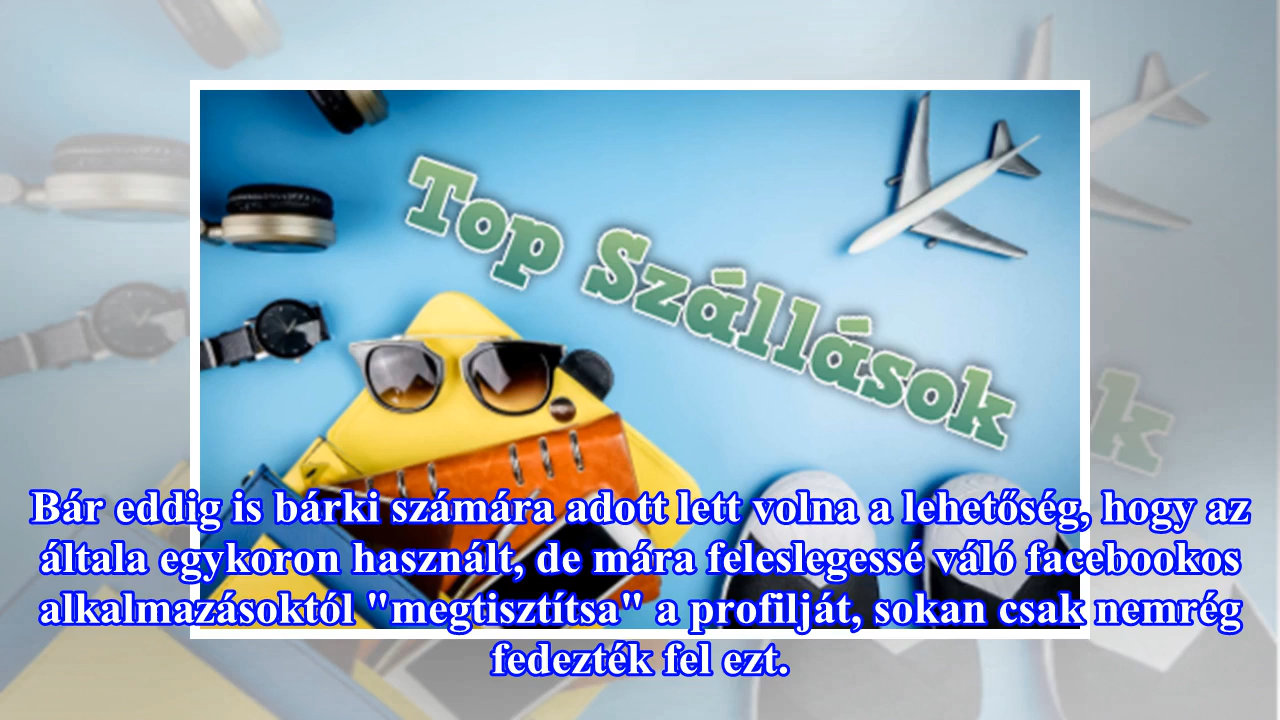 Top Szállások
k
Bár eddig is bárki számára adott lett volna a lehetőség, hogy az
általa egykoron használt, de mára feleslegessé váló facebookos
alkalmazásoktól "megtisztítsa" a profilját, sokan csak nemrég
fedezték fel ezt.